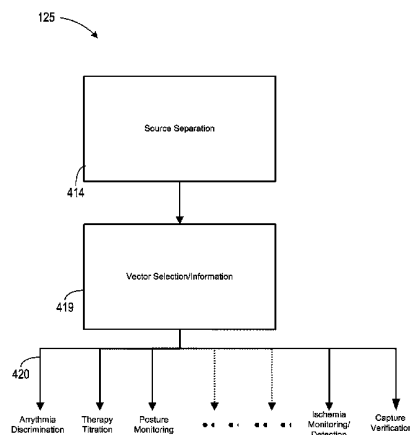 125
Source Separation
414
Vector Selection/Information
419
420
Arrythmia
Discrimination
Therapy
Titration
Posture
Monitoring
Ischemia
Monitoring/
Detection
Capture
Verification